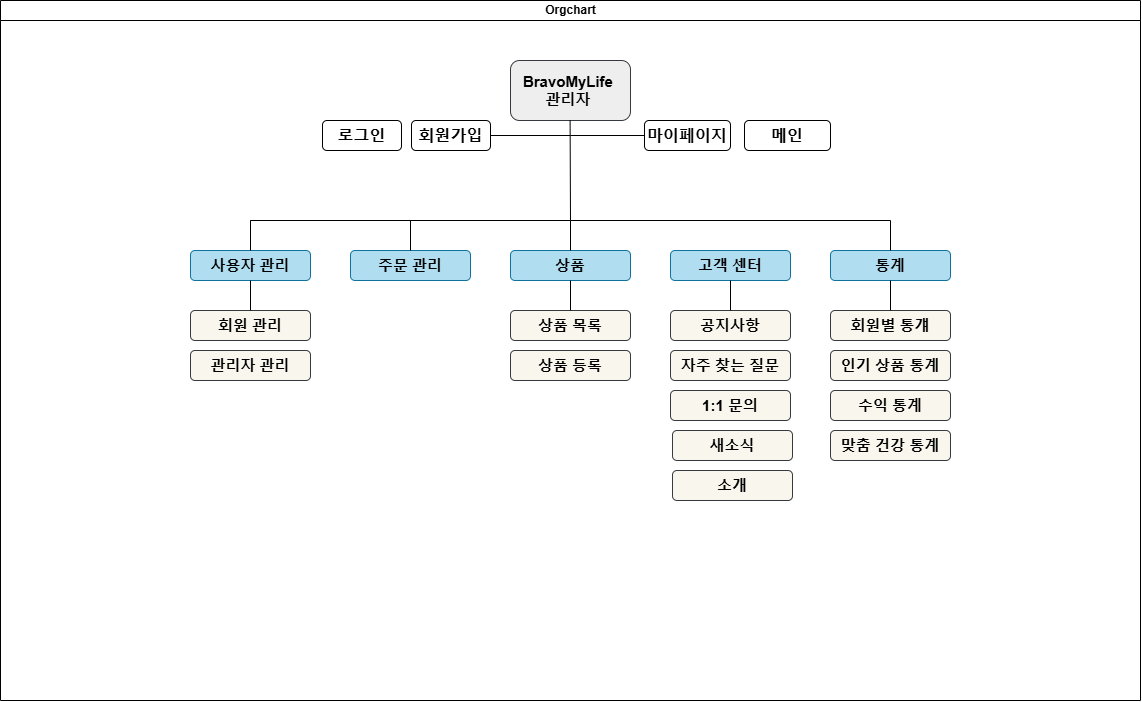 Orgchart
BravoMyLife
관리자
로그인
회원가입
마이페이지
메인
사용자 관리
주문 관리
상품
고객 센터
통계
회원 관리
상품 목록
공지사항
회원별 통걔
관리자 관리
상품 등록
자주 찾는 질문
인기 상품 통계
1:1 문의
수익 통계
새소식
맞춤 건강 통계
소개